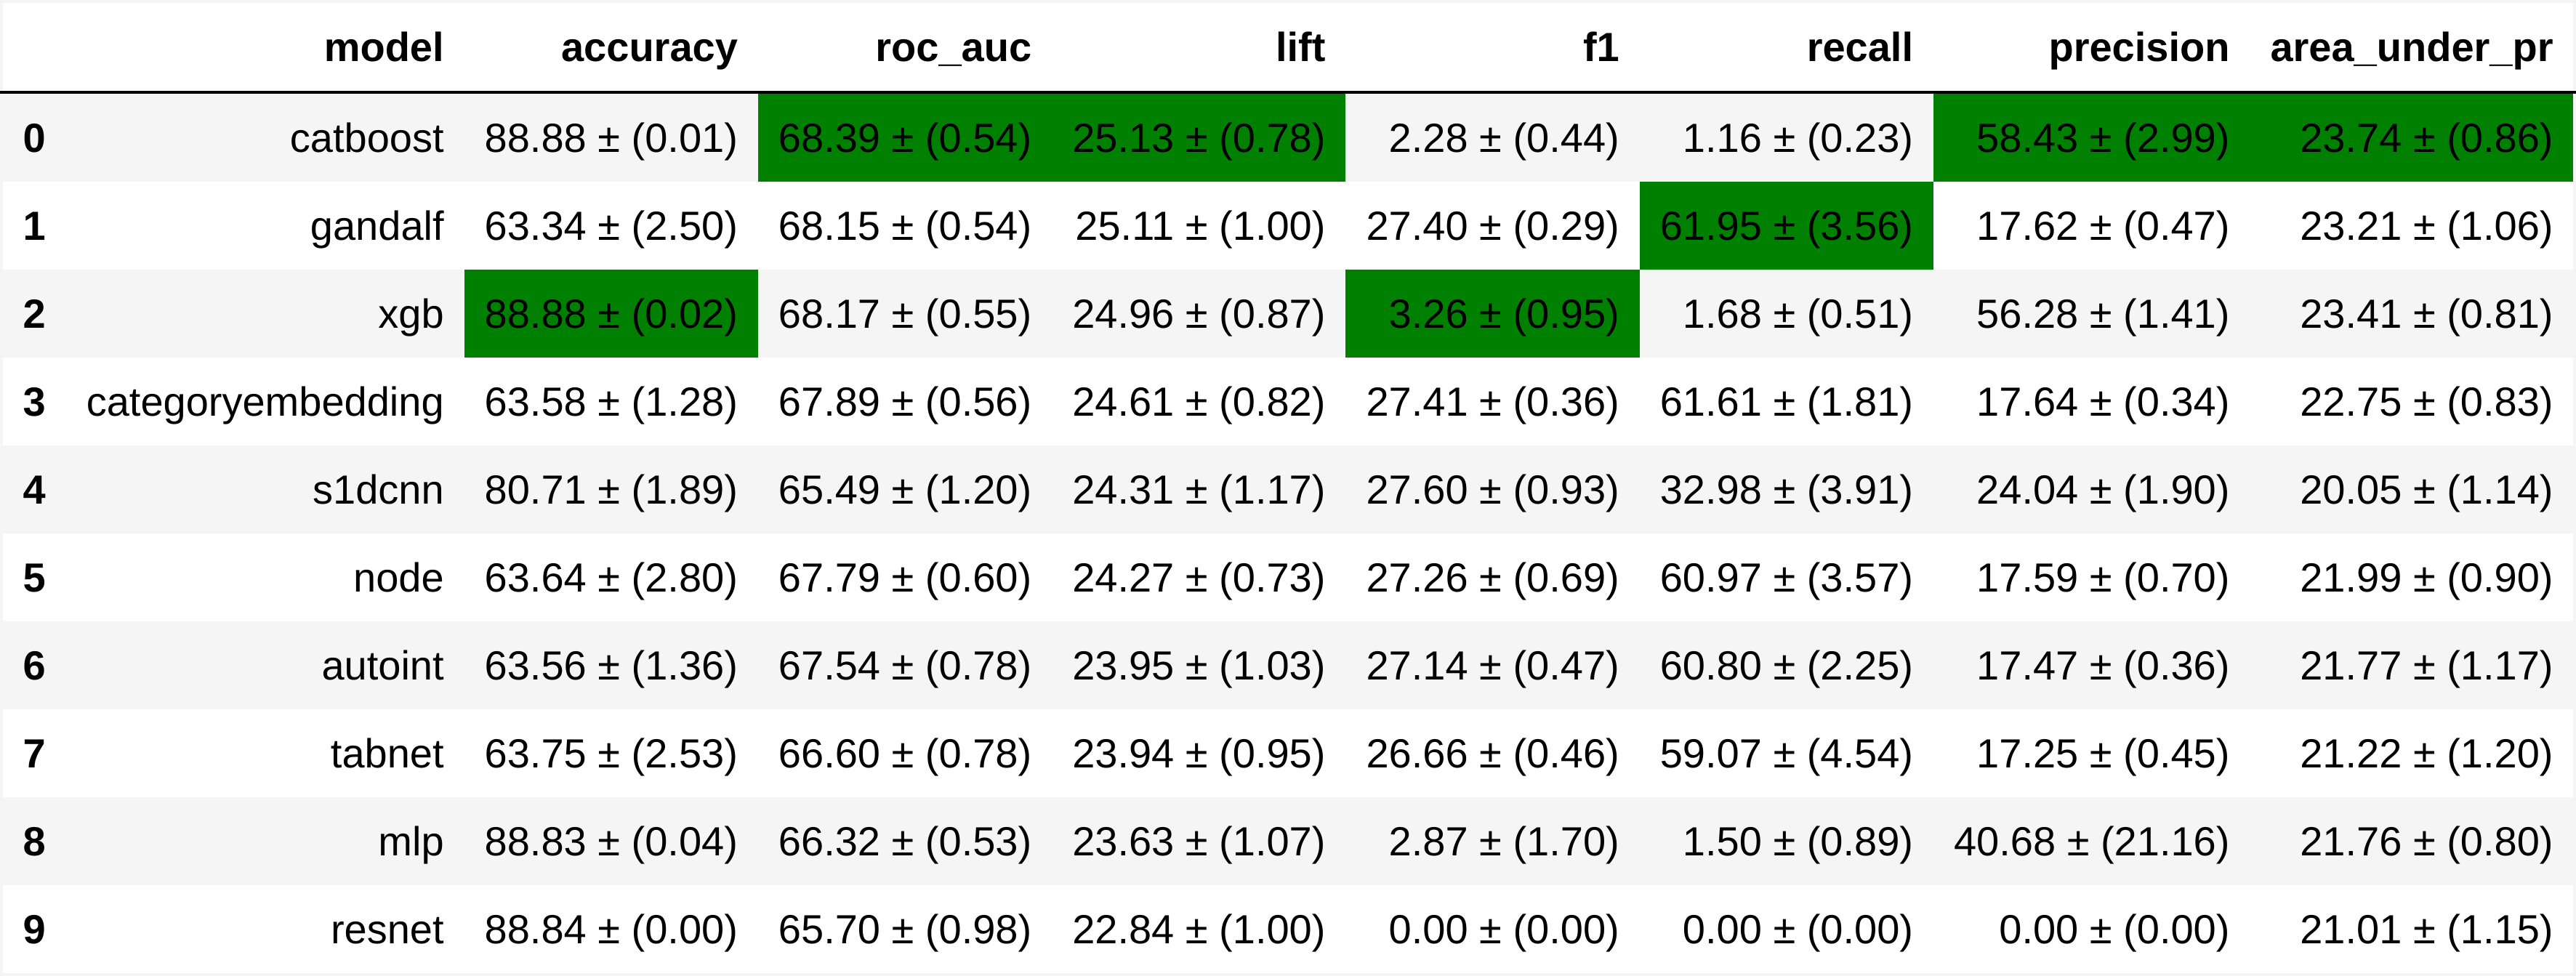 model accuracy roc_auc lift f1 recall precision area_under_pr
0 catboost 88.88 ± (0.01) 68.39 ± (0.54) 25.13 ± (0.78) 2.28 ± (0.44) 1.16 ± (0.23) 58.43 ± (2.99) 23.74 ± (0.86)
1 gandalf 63.34 ± (2.50) 68.15 ± (0.54) 25.11 ± (1.00) 27.40 ± (0.29) 61.95 ± (3.56) 17.62 ± (0.47) 23.21 ± (1.06)
2 xgb 88.88 ± (0.02) 68.17 ± (0.55) 24.96 ± (0.87) 3.26 ± (0.95) 1.68 ± (0.51) 56.28 ± (1.41) 23.41 ± (0.81)
3 categoryembedding 63.58 ± (1.28) 67.89 ± (0.56) 24.61 ± (0.82) 27.41 ± (0.36) 61.61 ± (1.81) 17.64 ± (0.34) 22.75 ± (0.83)
4 s1dcnn 80.71 ± (1.89) 65.49 ± (1.20) 24.31 ± (1.17) 27.60 ± (0.93) 32.98 ± (3.91) 24.04 ± (1.90) 20.05 ± (1.14)
5 node 63.64 ± (2.80) 67.79 ± (0.60) 24.27 ± (0.73) 27.26 ± (0.69) 60.97 ± (3.57) 17.59 ± (0.70) 21.99 ± (0.90)
6 autoint 63.56 ± (1.36) 67.54 ± (0.78) 23.95 ± (1.03) 27.14 ± (0.47) 60.80 ± (2.25) 17.47 ± (0.36) 21.77 ± (1.17)
7 tabnet 63.75 ± (2.53) 66.60 ± (0.78) 23.94 ± (0.95) 26.66 ± (0.46) 59.07 ± (4.54) 17.25 ± (0.45) 21.22 ± (1.20)
8 mlp 88.83 ± (0.04) 66.32 ± (0.53) 23.63 ± (1.07) 2.87 ± (1.70) 1.50 ± (0.89) 40.68 ± (21.16) 21.76 ± (0.80)
9 resnet 88.84 ± (0.00) 65.70 ± (0.98) 22.84 ± (1.00) 0.00 ± (0.00) 0.00 ± (0.00) 0.00 ± (0.00) 21.01 ± (1.15)